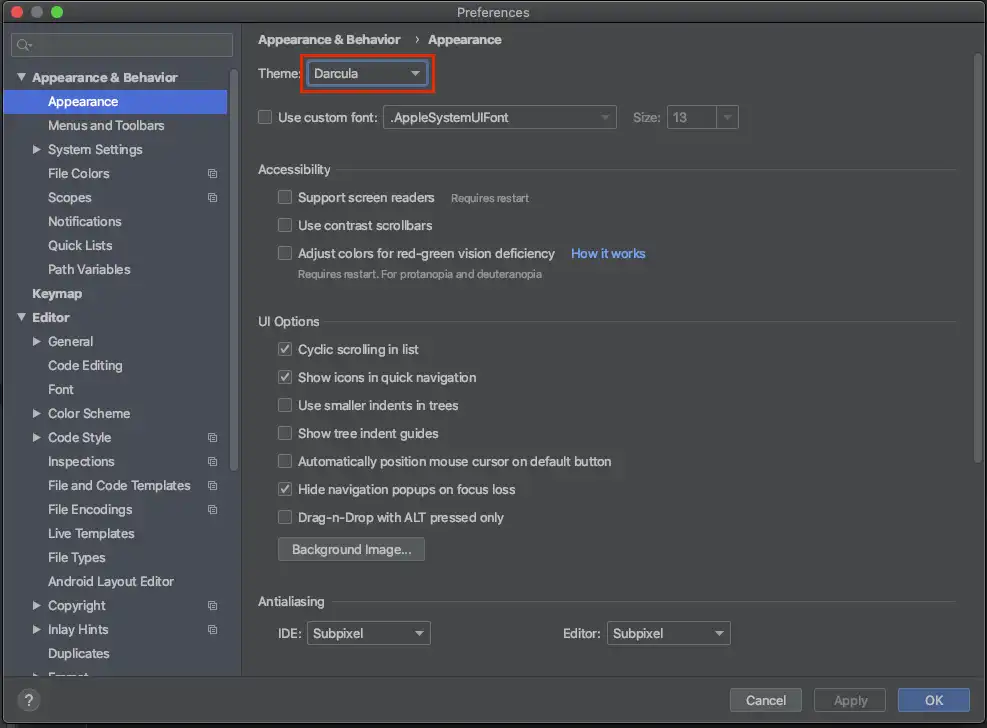 Preferences
Appearance & Behavior
Appearance
Menus and Toolbars
System Settings
File Colors
Scopes
Notifications
Quick Lists
Path Variables
Keymap
Editor
General
Code Editing
Font
Color Scheme
Code Style
Inspections
File and Code Templates
File Encodings
Live Templates
File Types
Android Layout Editor
Copyright
Inlay Hints
Duplicates
Appearance & Behavior › Appearance
Theme: Darcula
Use custom font: .AppleSystemUIFont Size: 13
Accessibility
Support screen readers Requires restart
Use contrast scrollbars
Adjust colors for red-green vision deficiency How it works
Requires restart. For protanopia and deuteranopia
UI Options
Cyclic scrolling in list
Show icons in quick navigation
Use smaller indents in trees
Show tree indent guides
Automatically position mouse cursor on default button
Hide navigation popups on focus loss
Drag-n-Drop with ALT pressed only
Background Image...
Antialiasing
IDE: Subpixel Editor: Subpixel
? Cancel Apply OK